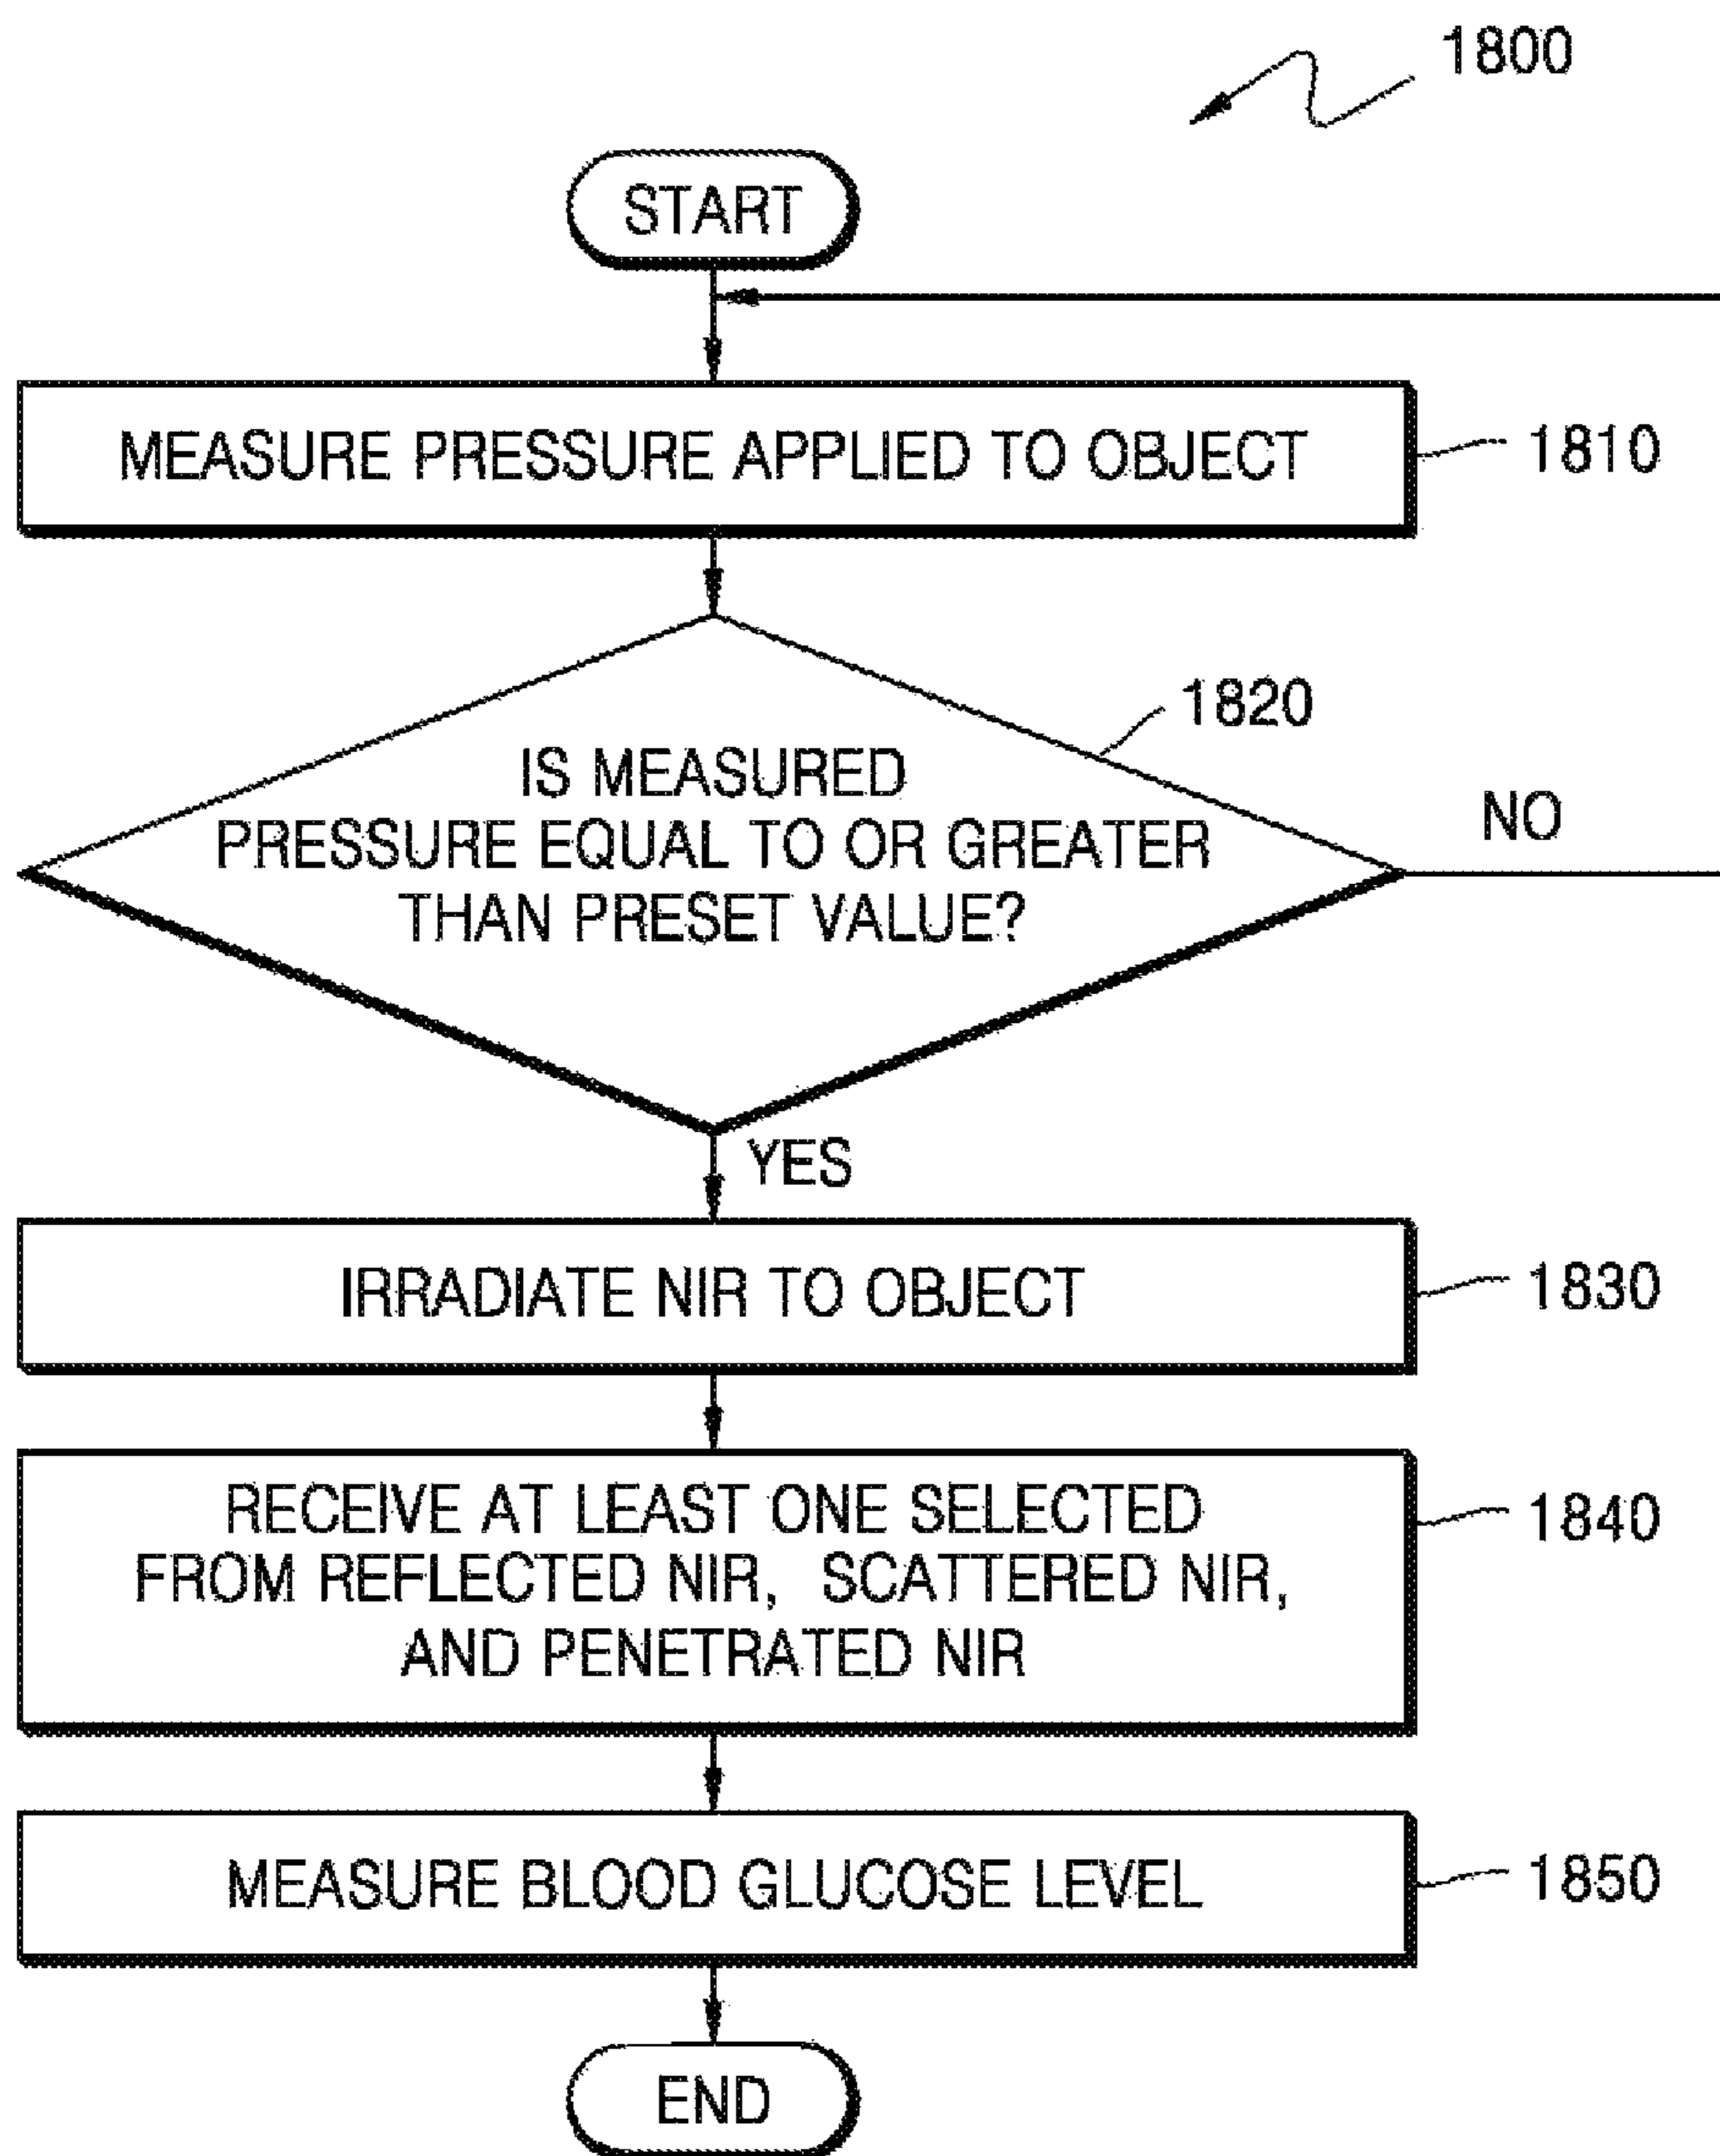 1800
START
MEASURE PRESSURE APPLIED TO OBJECT
1810
1820
IS MEASURED
PRESSURE EQUAL TO OR GREATER
THAN PRESET VALUE?
NO
YES
IRRADIATE NIR TO OBJECT
1830
RECEIVE AT LEAST ONE SELECTED
FROM REFLECTED NIR, SCATTERED NIR,
AND PENETRATED NIR
1840
MEASURE BLOOD GLUCOSE LEVEL
1850
END